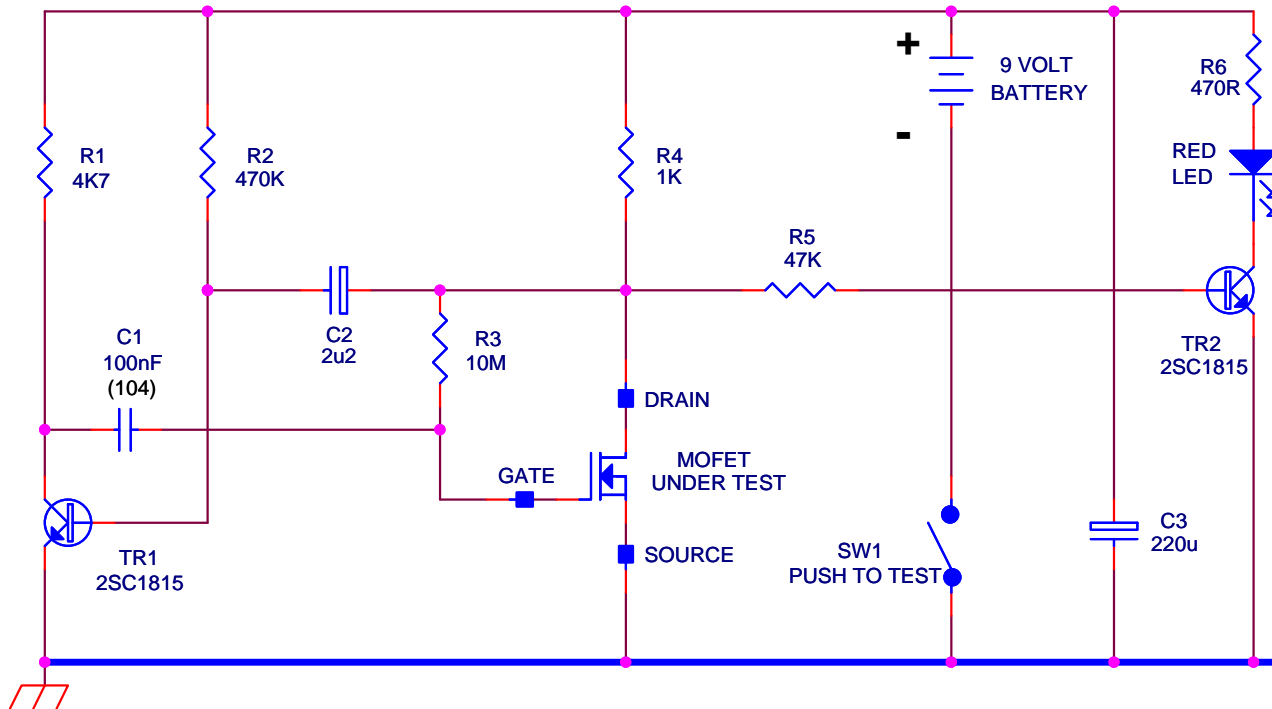 +
9 VOLT
BATTERY
-
R6
470R
R1
4K7
R2
470K
R4
1K
RED
LED
R5
47K
C1
100nF
(104)
C2
2u2
R3
10M
TR2
2SC1815
DRAIN
GATE
MOFET
UNDER TEST
SOURCE
SW1
PUSH TO TEST
C3
220u
TR1
2SC1815